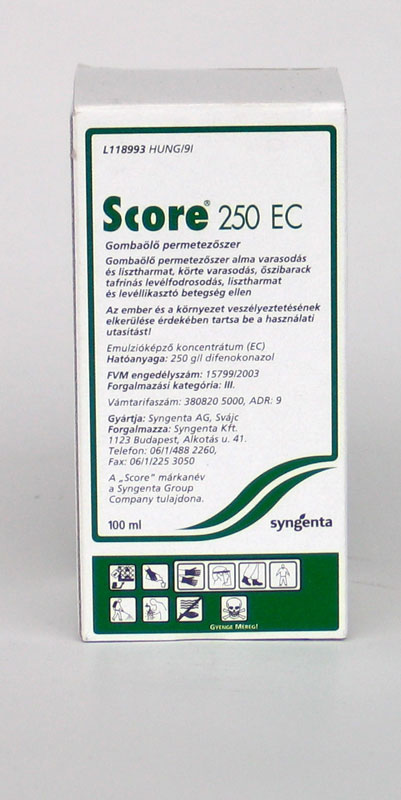 L118993 HUNG/9I
Score® 250 EC
Gombaölő permetezőszer
Gombaölő permetezőszer alma varasodás
és lisztharmat, körte varasodás, őszibarack
tafrinás levélfodrosodás, lisztharmat
és levéllikasztó betegség ellen
Az ember és a környezet veszélyeztetésének
elkerülése érdekében tartsa be a használati
utasítást!
Emulzióképző koncentrátum (EC)
Hatóanyaga: 250 g/l difenokonazol
FVM engedélyszám: 15799/2003
Forgalmazási kategória: III.
Vámtarifaszám: 380820 5000, ADR: 9
Gyártja: Syngenta AG, Svájc
Forgalmazza: Syngenta Kft.
1123 Budapest, Alkotás u. 41.
Telefon: 06/1/488 2260,
Fax: 06/1/225 3050
A „Score" márkanév
a Syngenta Group
Company tulajdona.
100 ml
syngenta
GYENGE MÉREG!